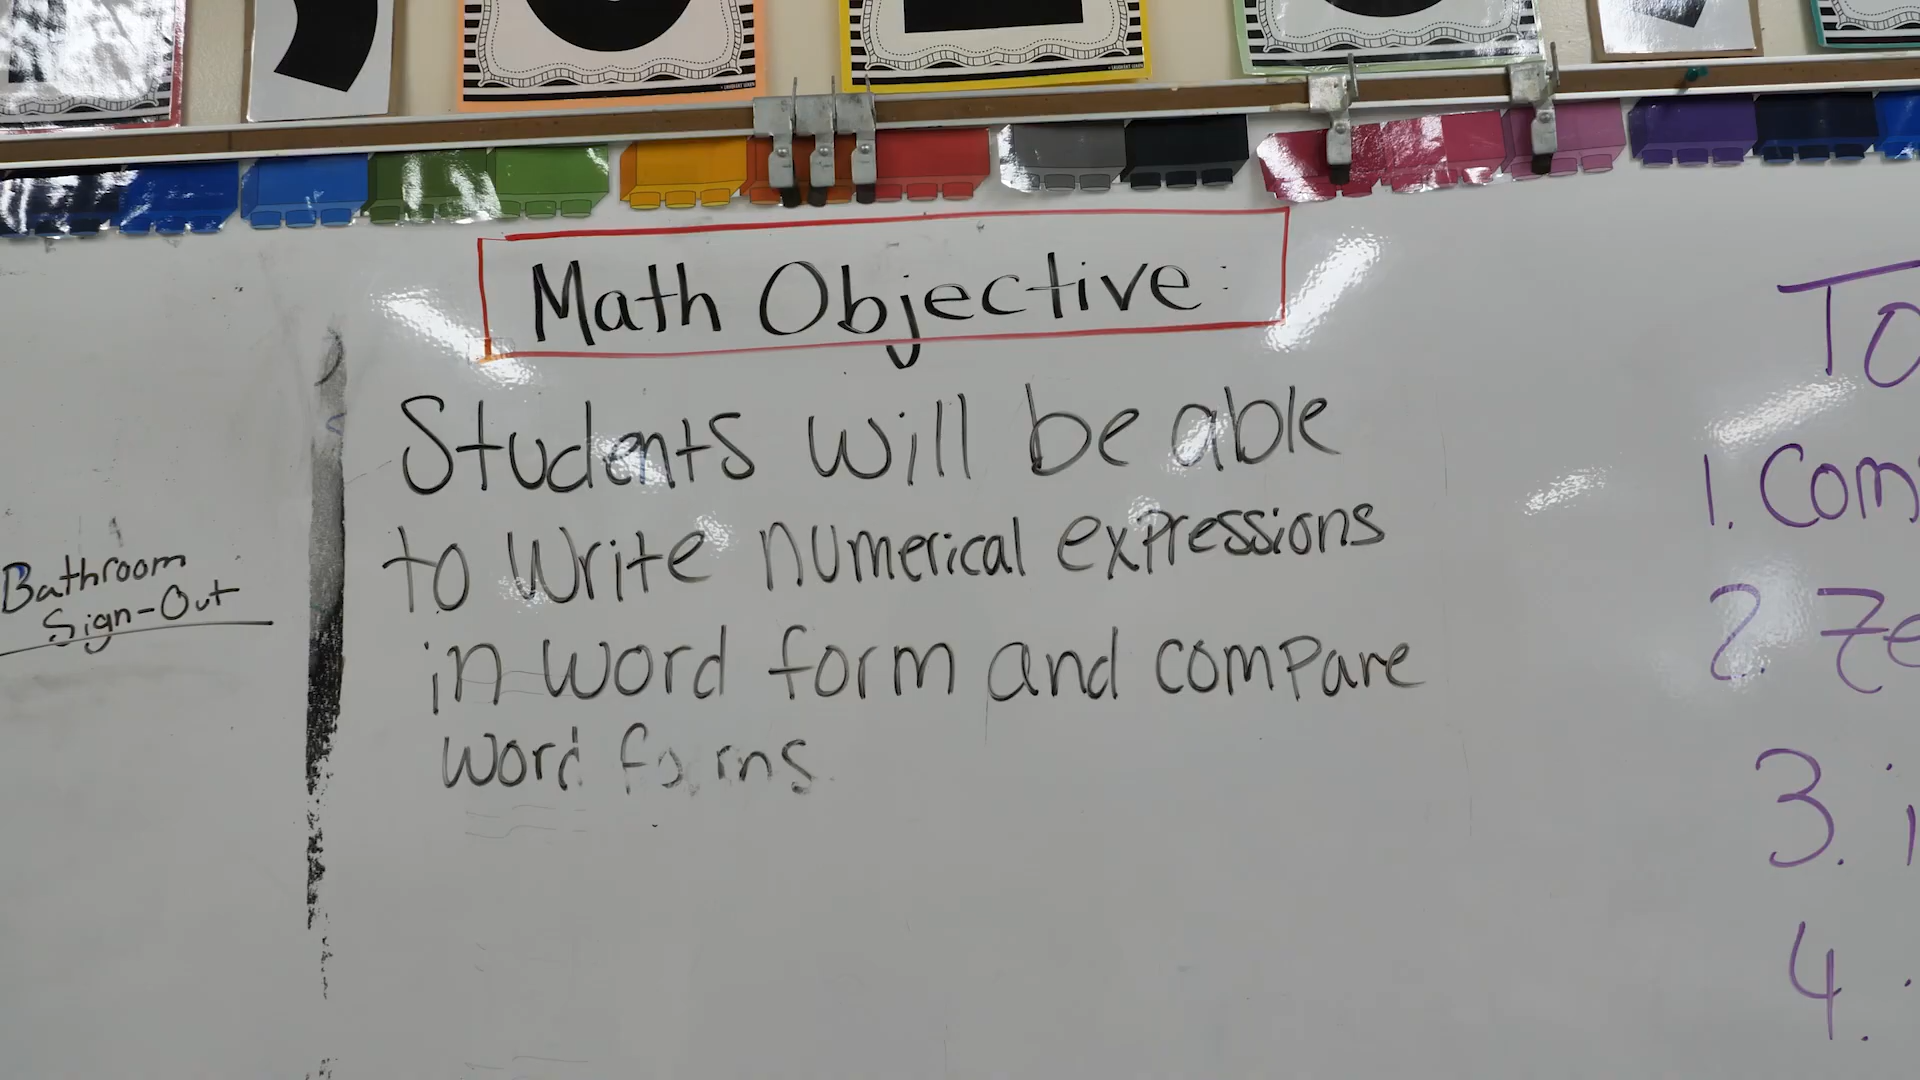 Math Objective:
Students will be able
to write numerical expressions
in word form and compare
word forms
Bathroom
Sign-Out
To
1. Com
2. Ze
3. i
4.